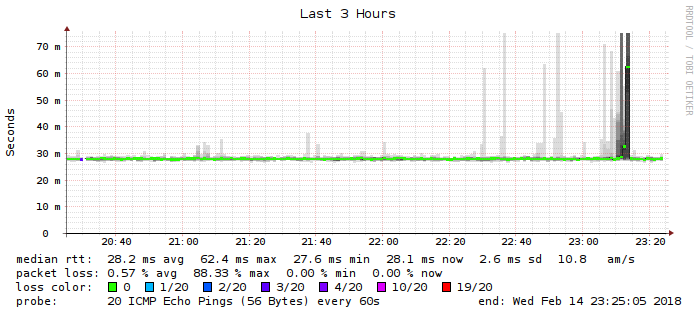 Last 3 Hours
RRDTOOL / TOBI OETIKER
Seconds
70 m
60 m
50 m
40 m
30 m
20 m
10 m
0
20:40 21:00 21:20 21:40 22:00 22:20 22:40 23:00 23:20
median rtt: 28.2 ms avg 62.4 ms max 27.6 ms min 28.1 ms now 2.6 ms sd 10.8 am/s
packet loss: 0.57 % avg 88.33 % max 0.00 % min 0.00 % now
loss color: 0 1/20 2/20 3/20 4/20 10/20 19/20
probe: 20 ICMP Echo Pings (56 Bytes) every 60s end: Wed Feb 14 23:25:05 2018